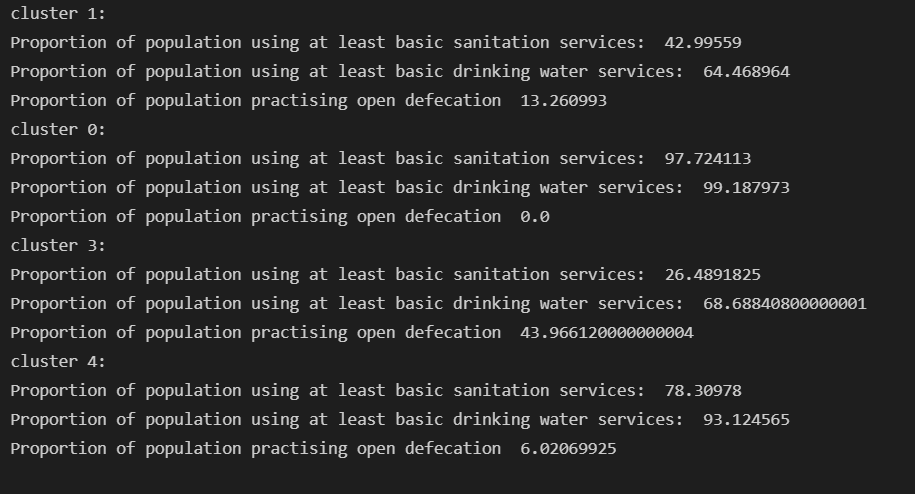 cluster 1:
Proportion of population using at least basic sanitation services:  42.99559
Proportion of population using at least basic drinking water services:  64.468964
Proportion of population practising open defecation  13.260993
cluster 0:
Proportion of population using at least basic sanitation services:  97.724113
Proportion of population using at least basic drinking water services:  99.187973
Proportion of population practising open defecation  0.0
cluster 3:
Proportion of population using at least basic sanitation services:  26.4891825
Proportion of population using at least basic drinking water services:  68.68840800000001
Proportion of population practising open defecation  43.966120000000004
cluster 4:
Proportion of population using at least basic sanitation services:  78.30978
Proportion of population using at least basic drinking water services:  93.124565
Proportion of population practising open defecation  6.02069925